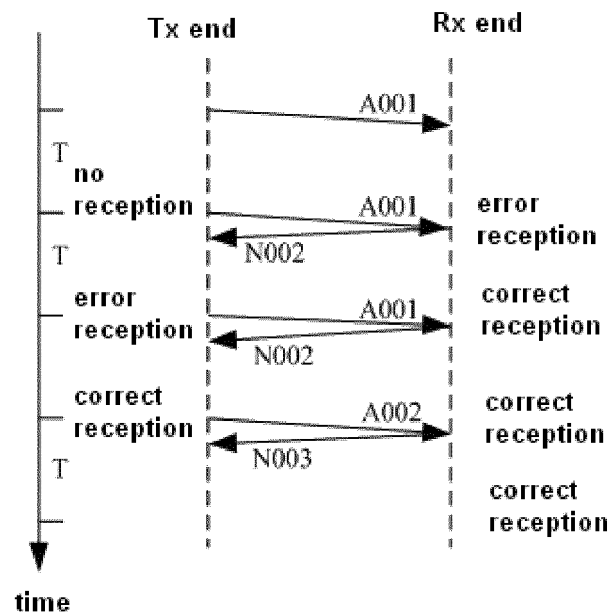 Tx end
Rx end
A001
T
no
reception
A001
error
reception
N002
T
error
reception
A001
correct
reception
N002
correct
reception
A002
correct
reception
N003
T
correct
reception
time